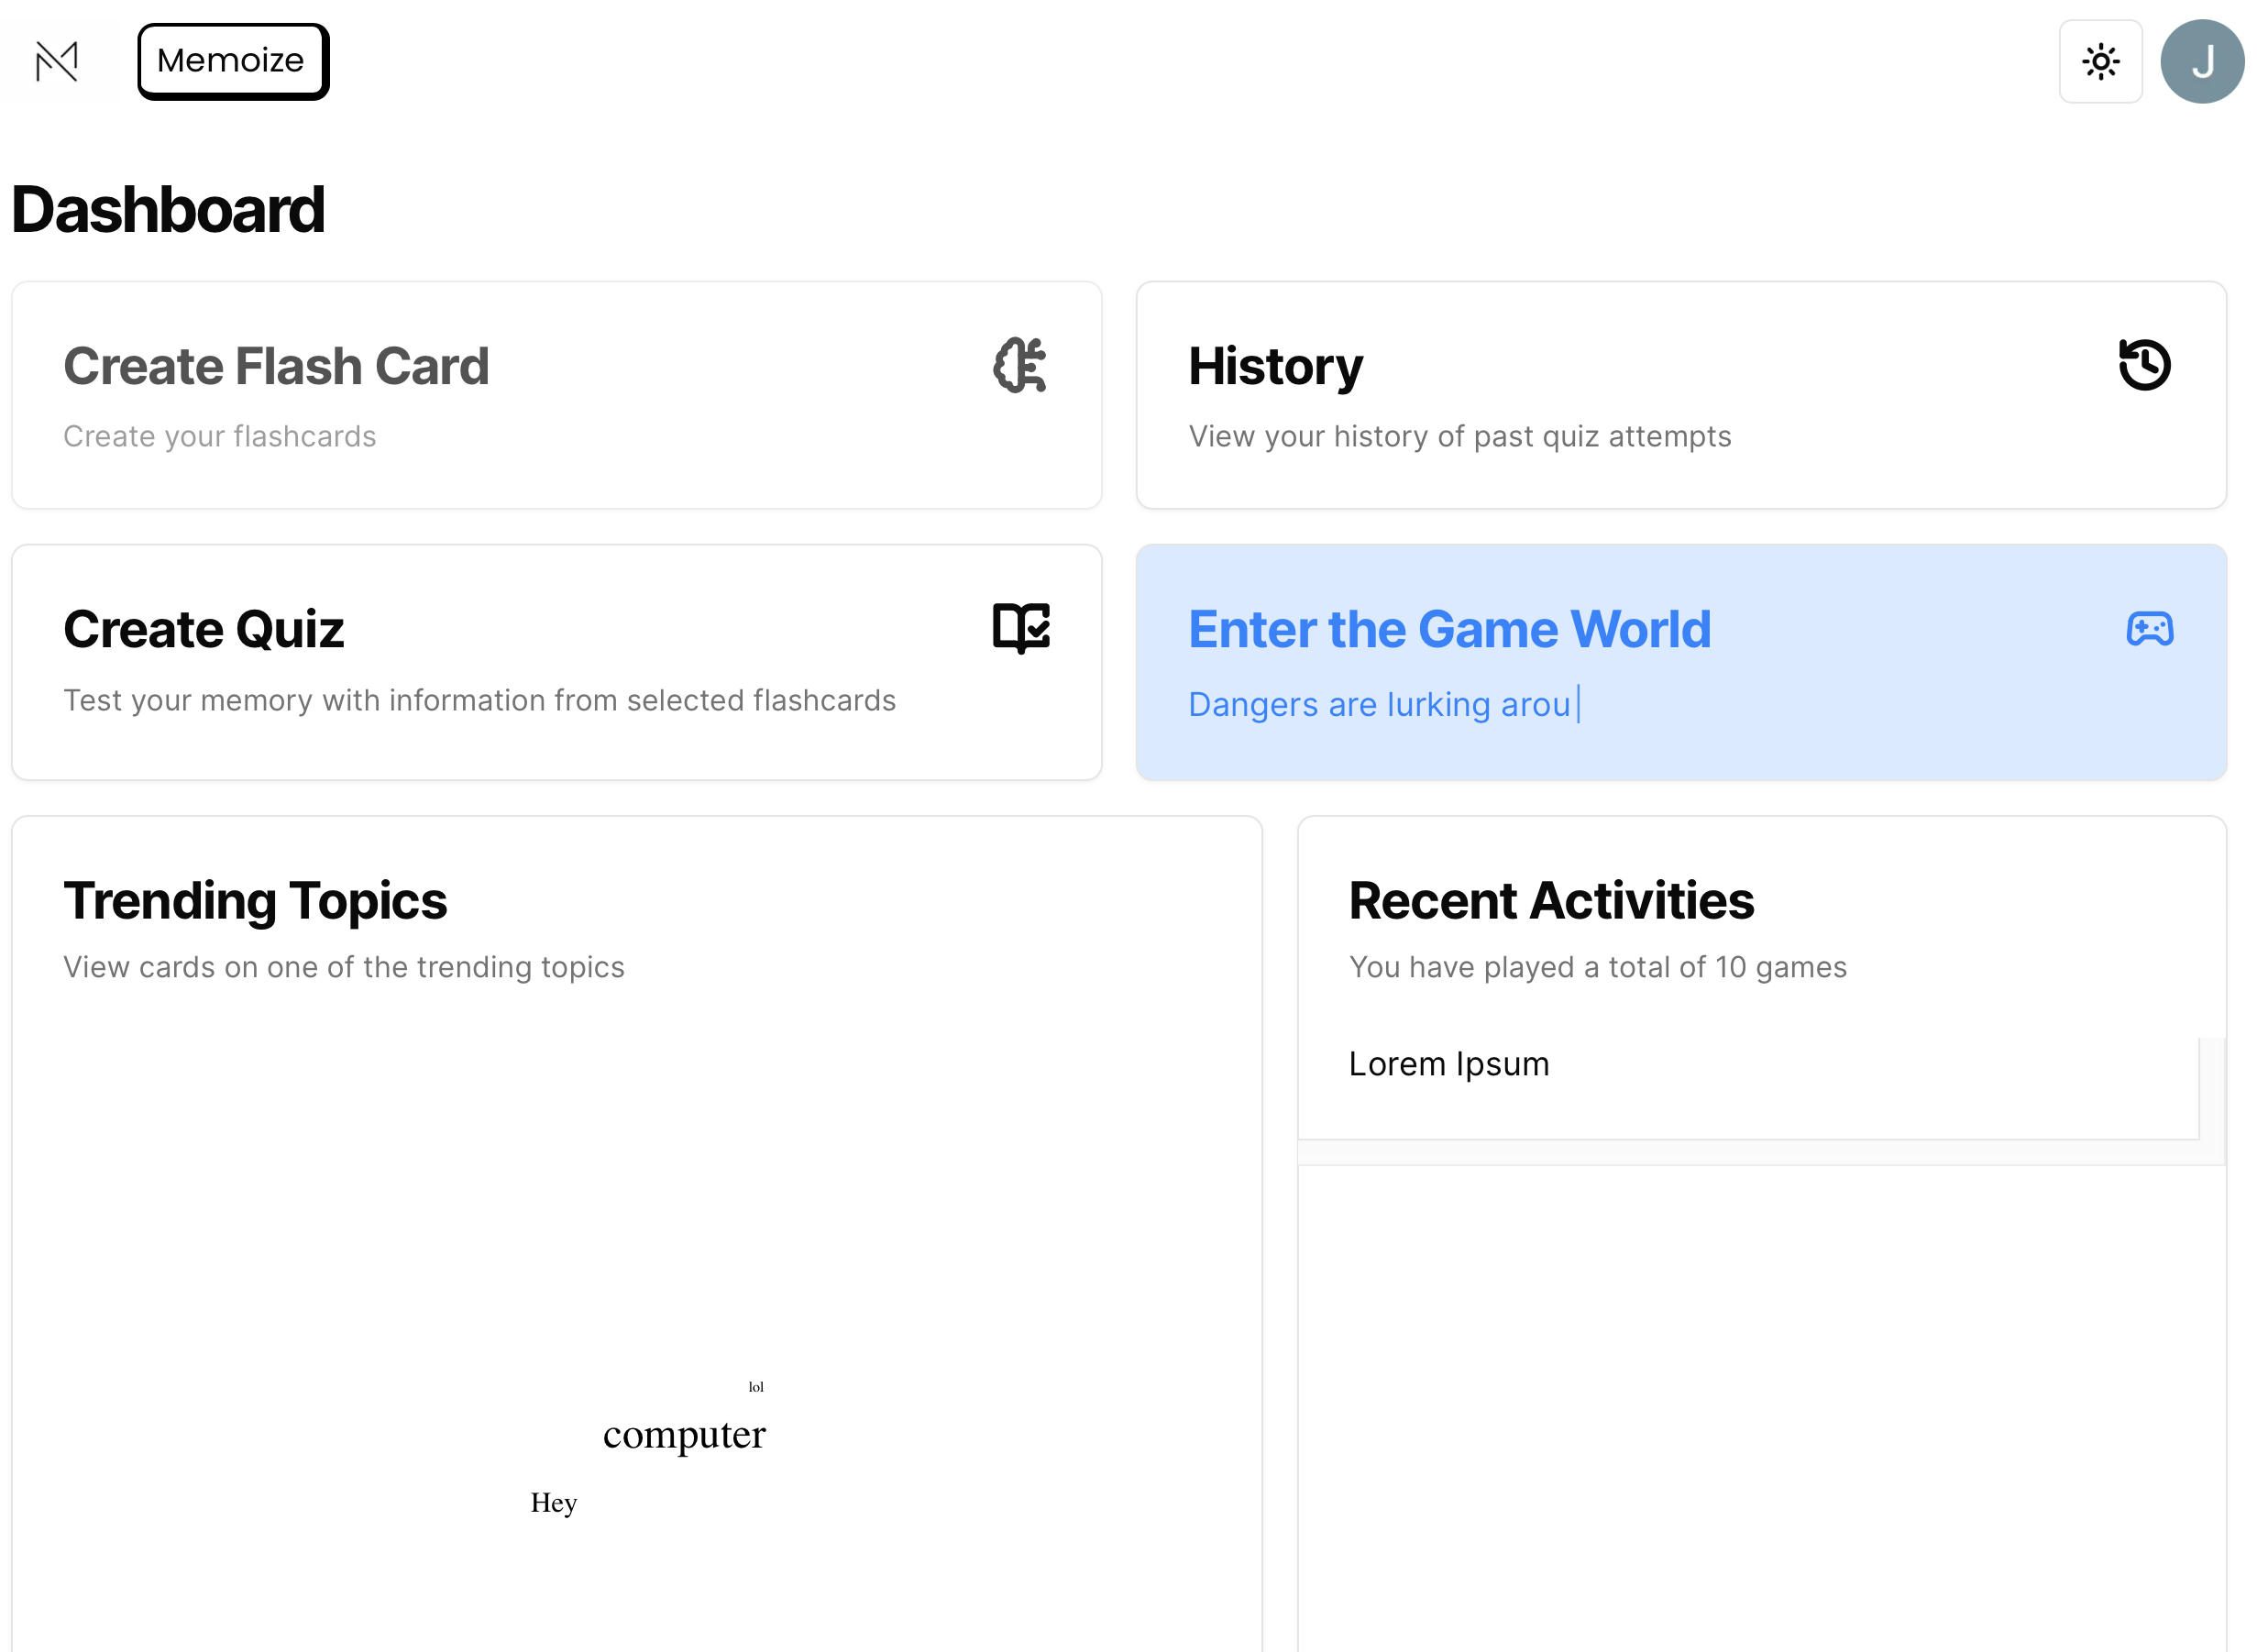 Memoize
J
Dashboard
Create Flash Card
Create your flashcards
History
View your history of past quiz attempts
Create Quiz
Test your memory with information from selected flashcards
Enter the Game World
Dangers are lurking arou
Trending Topics
View cards on one of the trending topics
lol
computer
Hey
Recent Activities
You have played a total of 10 games
Lorem Ipsum